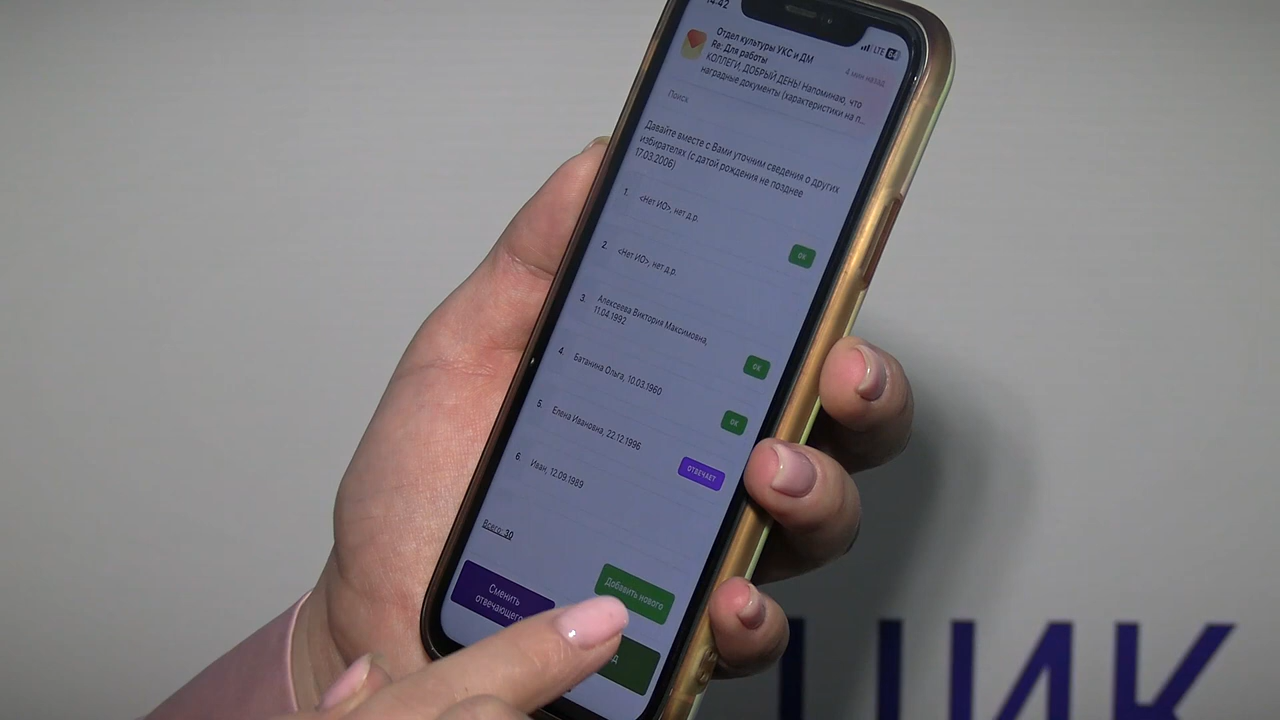 14:42
LTE
Отдел культуры УКС и ДМ
4 мин назад
Re: Для работы
КОЛЛЕГИ, ДОБРЫЙ ДЕНЬ! Напоминаю, что
наградные документы (характеристики на п...
Поиск
Давайте вместе с Вами уточним сведения о других
избирателях (с датой рождения не позднее
17.03.2006)
1. <Нет ИО>, нет д.р.
ОК
2. <Нет ИО>, нет д.р.
3. Алексеева Виктория Максимовна,
11.04.1992
ОК
4. Батанина Ольга, 10.03.1960
ОК
5. Елена Ивановна, 22.12.1996
ОТВЕЧАЕТ
6. Иван, 12.09.1989
Всего: 30
Добавить нового
Сменить
отвечающего
ЦИК